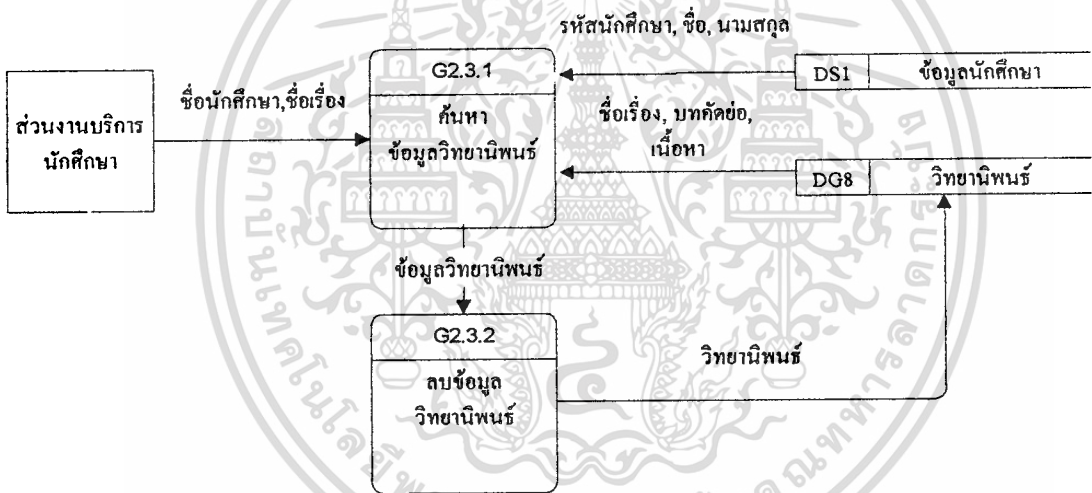 รหัสนักศึกษา, ชื่อ, นามสกุล
G2.3.1
DS1
ข้อมูลนักศึกษา
ชื่อนักศึกษา,ชื่อเรื่อง
ส่วนงานบริการ
นักศึกษา
ค้นหา
ข้อมูลวิทยานิพนธ์
ชื่อเรื่อง, บทคัดย่อ,
เนื้อหา
DG8
วิทยานิพนธ์
ข้อมูลวิทยานิพนธ์
G2.3.2
ลบข้อมูล
วิทยานิพนธ์
วิทยานิพนธ์